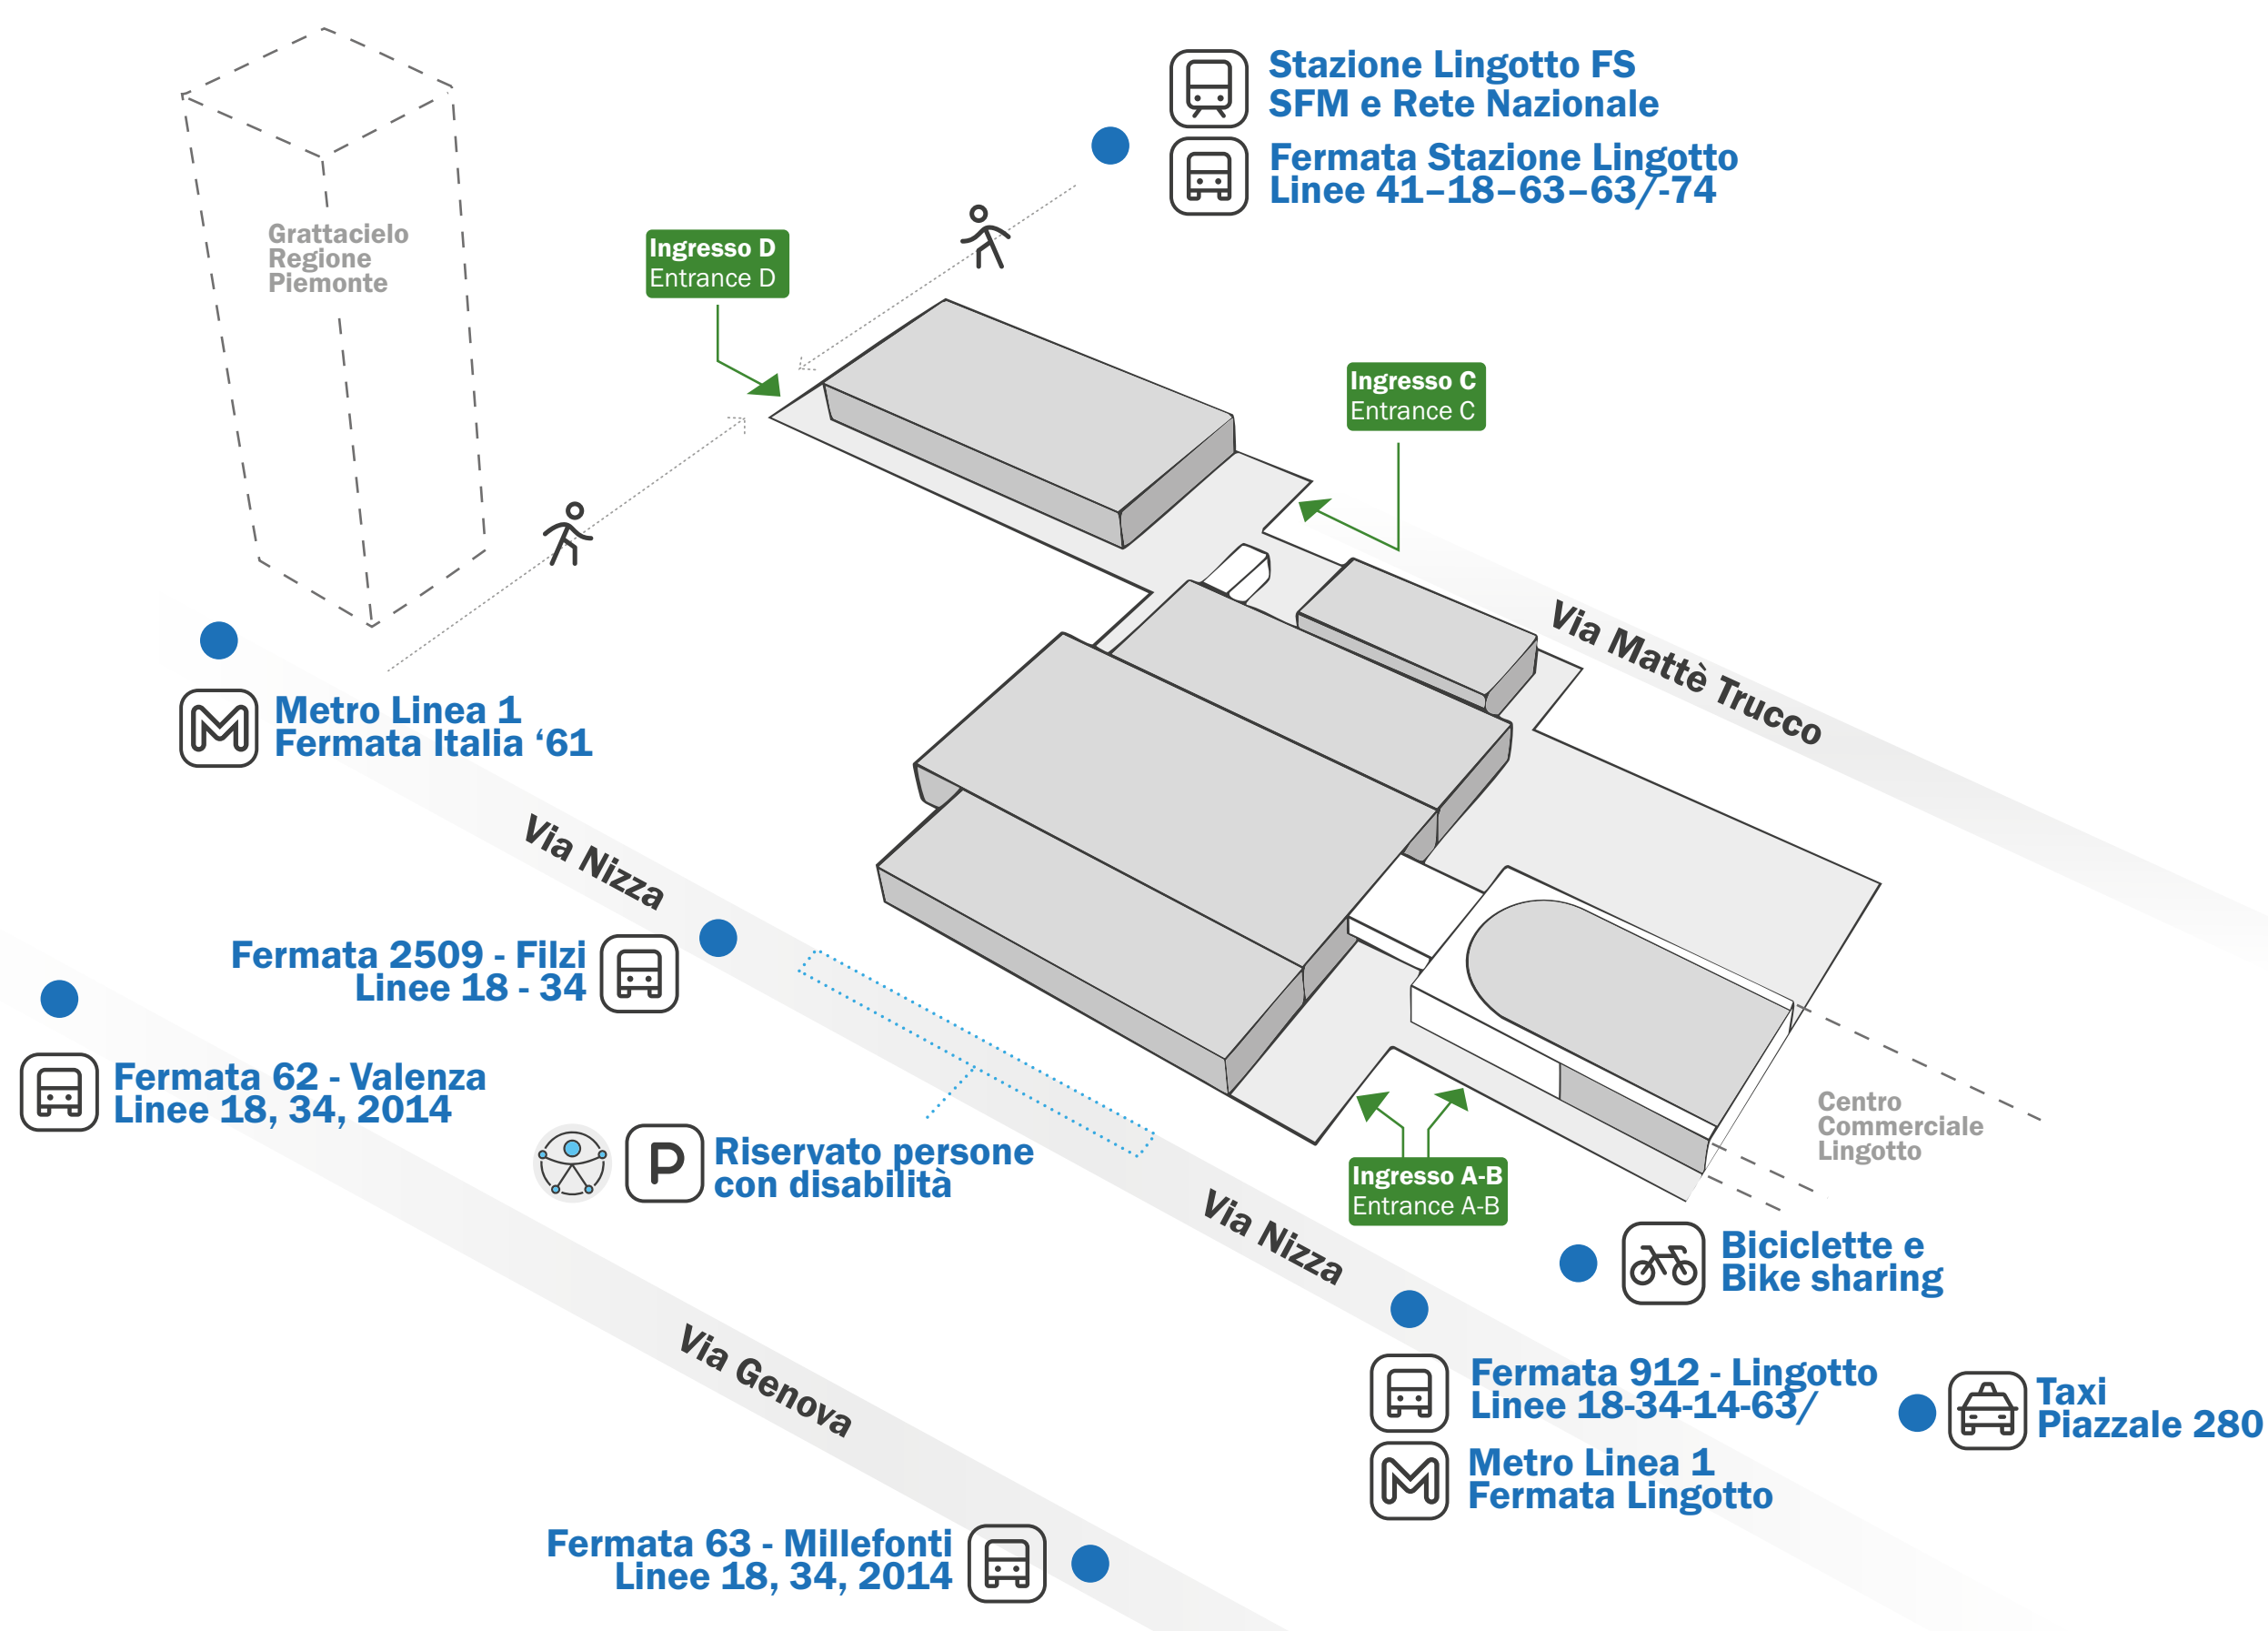 Stazione Lingotto FS
SFM e Rete Nazionale
Fermata Stazione Lingotto
Linee 41–18–63–63/-74
Grattacielo
Regione
Piemonte
Ingresso D
Entrance D
Ingresso C
Entrance C
Via Mattè Trucco
Metro Linea 1
Fermata Italia ‘61
Via Nizza
Fermata 2509 - Filzi
Linee 18 - 34
Fermata 62 - Valenza
Linee 18, 34, 2014
P
Riservato persone
con disabilità
Centro
Commerciale
Lingotto
Ingresso A-B
Entrance A-B
Via Nizza
Biciclette e
Bike sharing
Via Genova
Fermata 912 - Lingotto
Linee 18-34-14-63/
Taxi
Piazzale 280
M
Metro Linea 1
Fermata Lingotto
Fermata 63 - Millefonti
Linee 18, 34, 2014
M